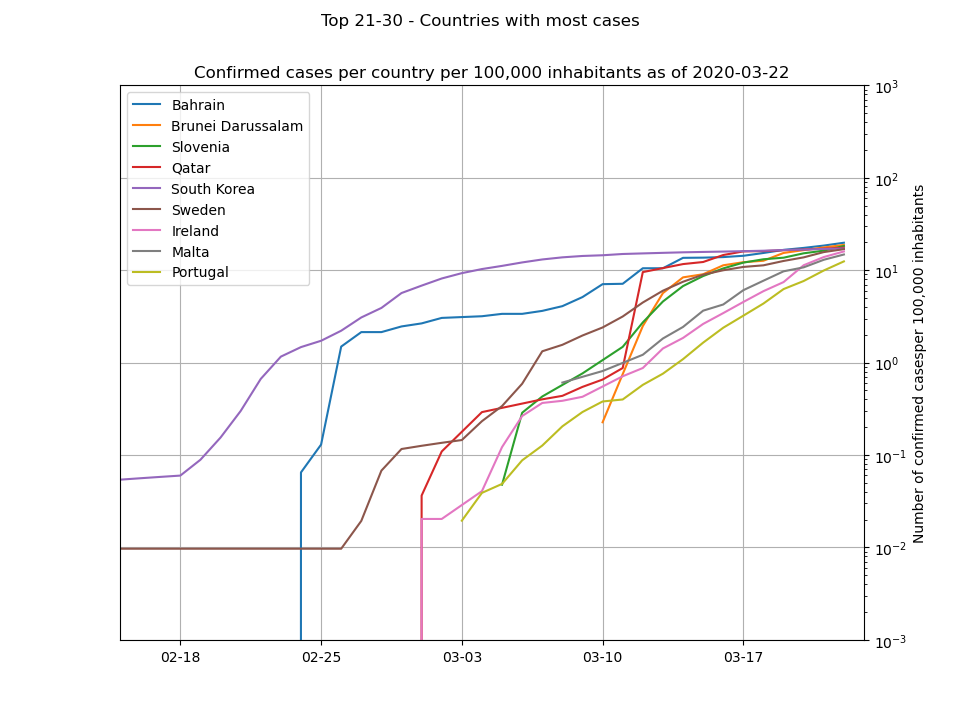 Top 21-30 - Countries with most cases
Confirmed cases per country per 100,000 inhabitants as of 2020-03-22
Bahrain
Brunei Darussalam
Slovenia
Qatar
South Korea
Sweden
Ireland
Malta
Portugal
10³
10²
10¹
10⁰
10⁻¹
10⁻²
10⁻³
Number of confirmed casesper 100,000 inhabitants
02-18 02-25 03-03 03-10 03-17